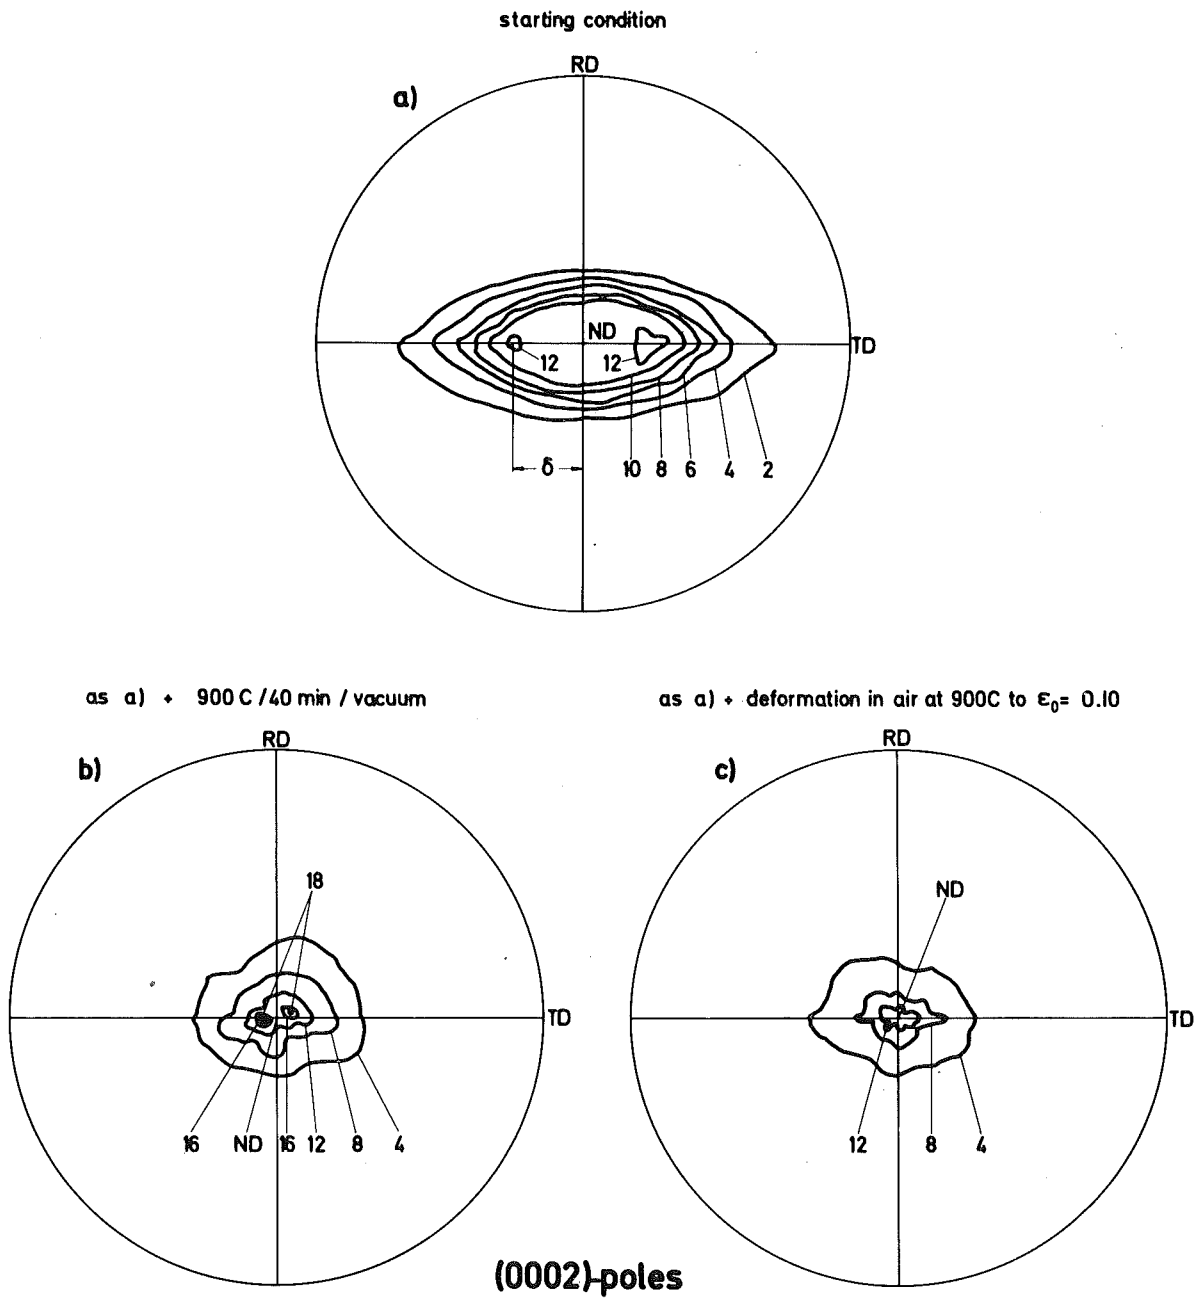 starting condition
RD
a)
ND
TD
12 12
δ 10 8 6 4 2
as a) + 900 C / 40 min / vacuum
as a) + deformation in air at 900C to ε₀= 0.10
RD
b)
18
TD
16 ND 16 12 8 4
RD
c)
ND
TD
12 8 4
(0002)-poles